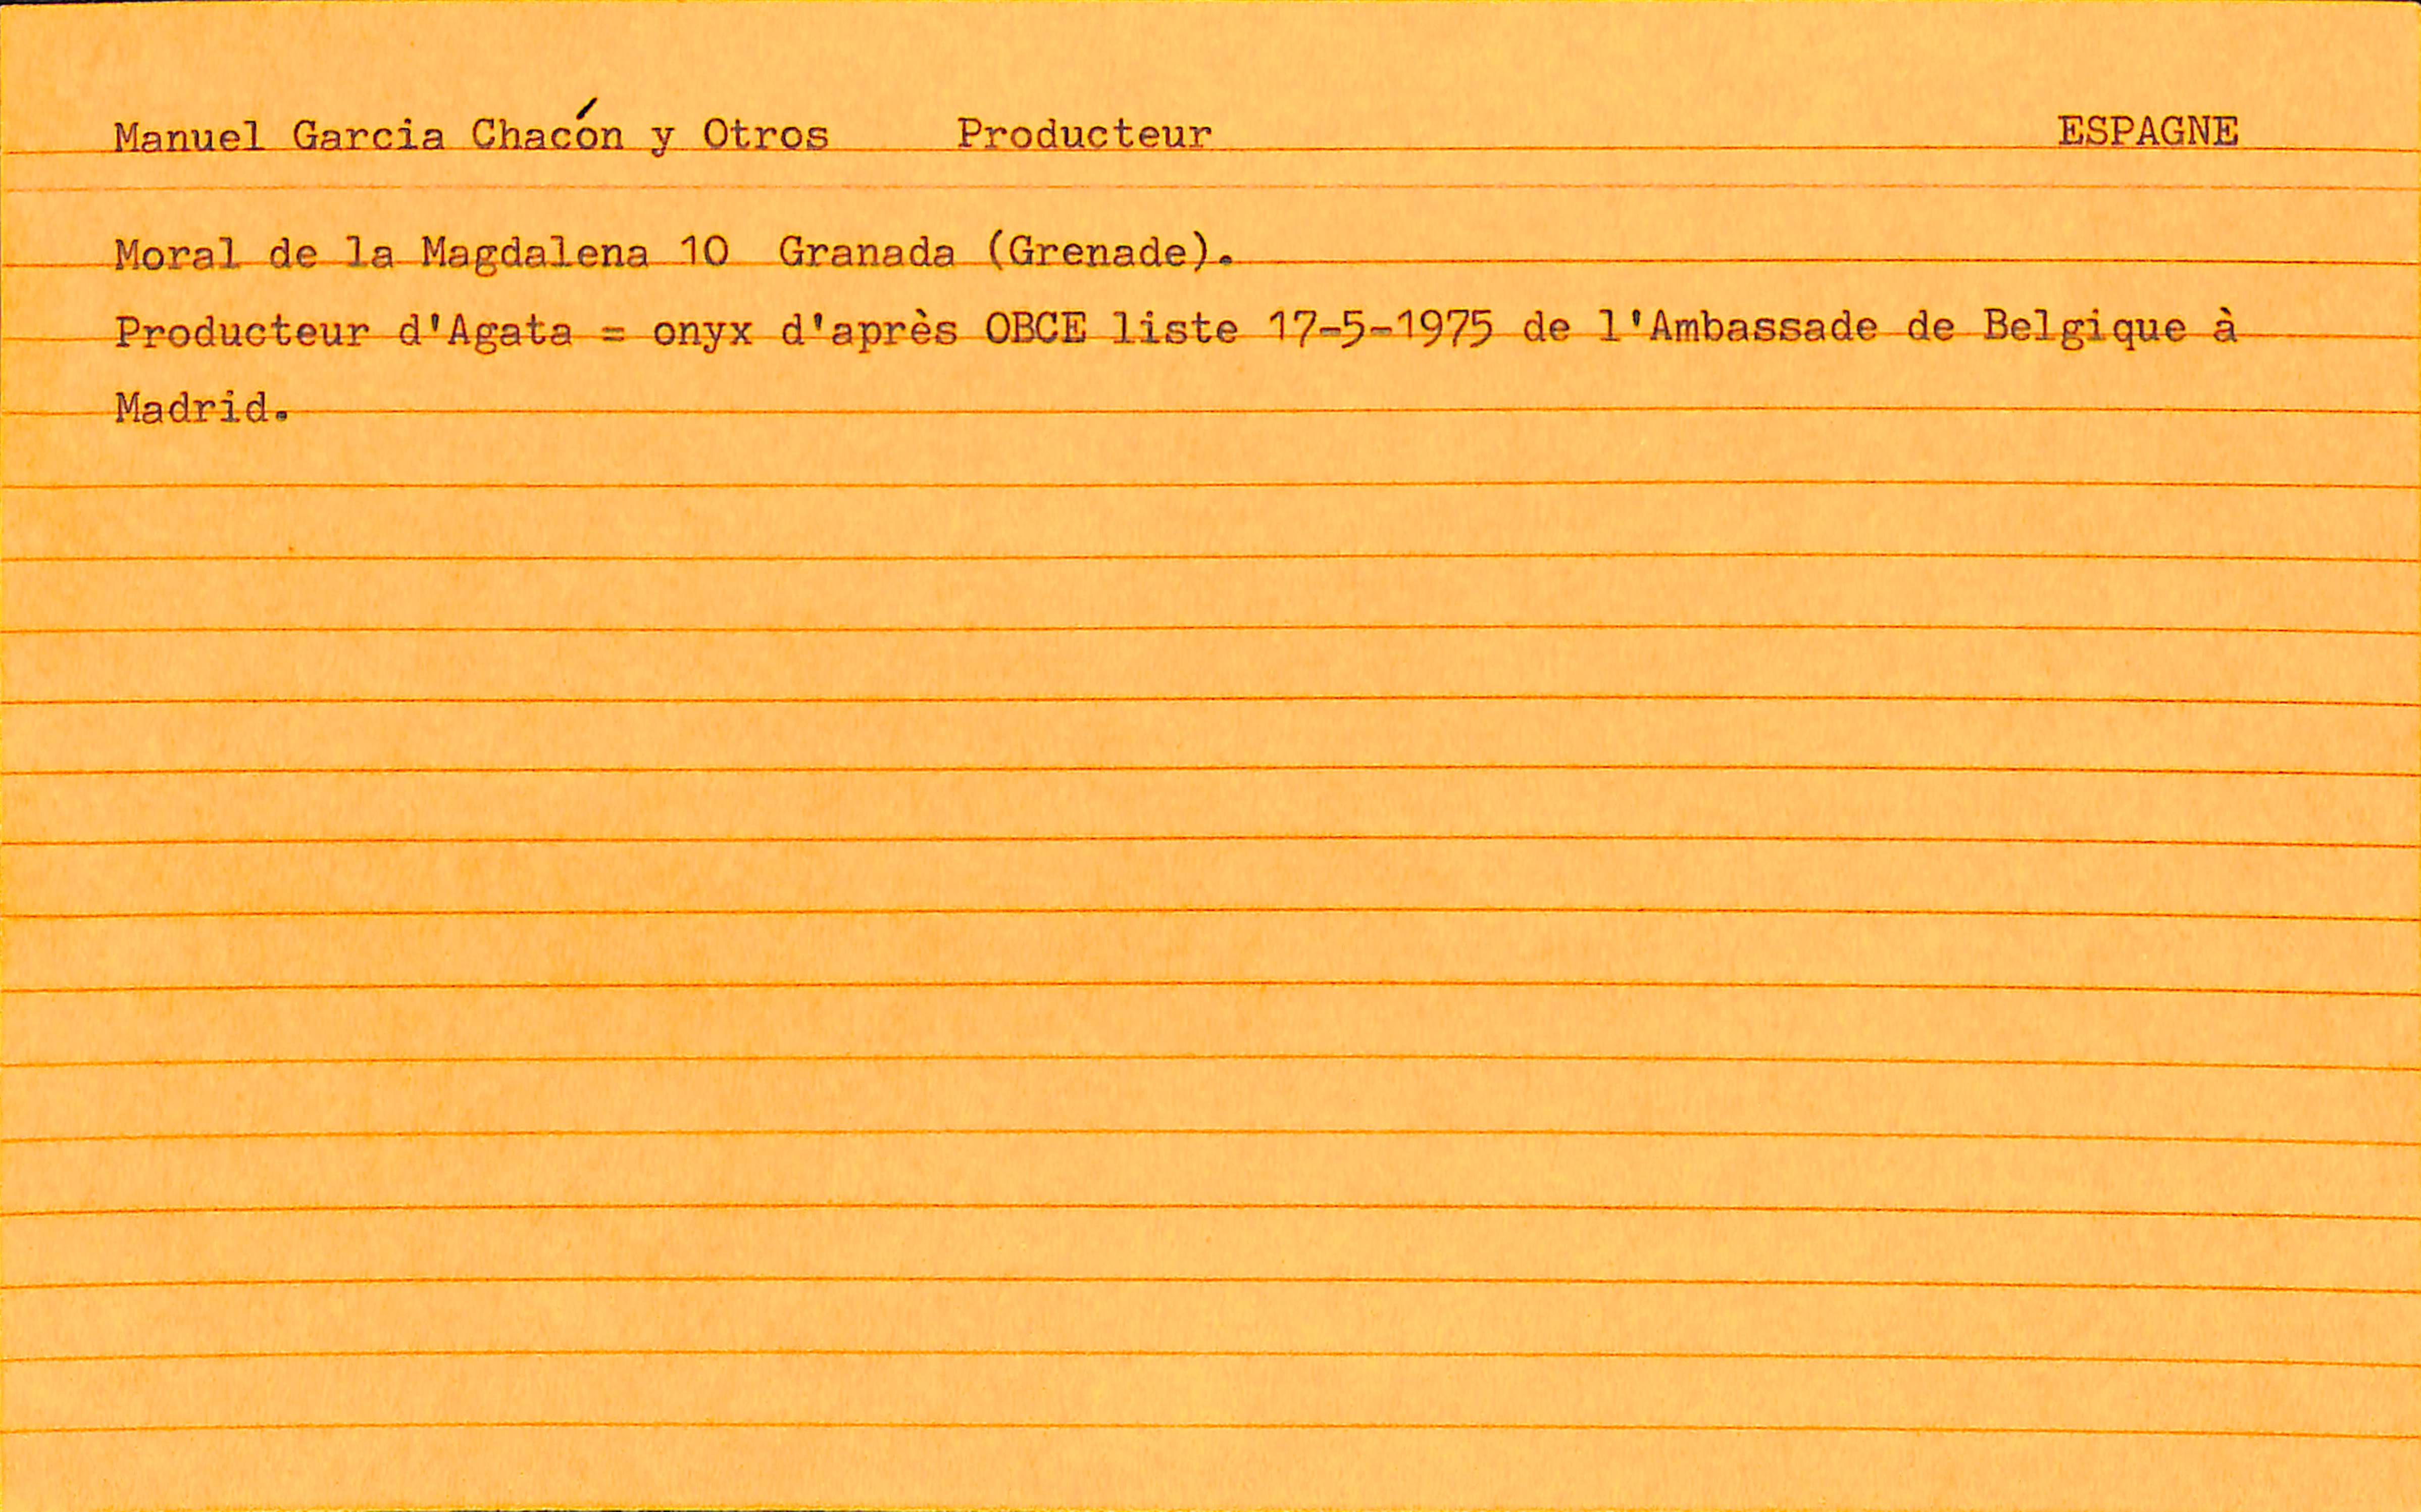 Manuel Garcia Chacón y Otros Producteur ESPAGNE
Moral de la Magdalena 10 Granada (Grenade).
Producteur d'Agata = onyx d'après OBCE liste 17-5-1975 de l'Ambassade de Belgique à
Madrid.